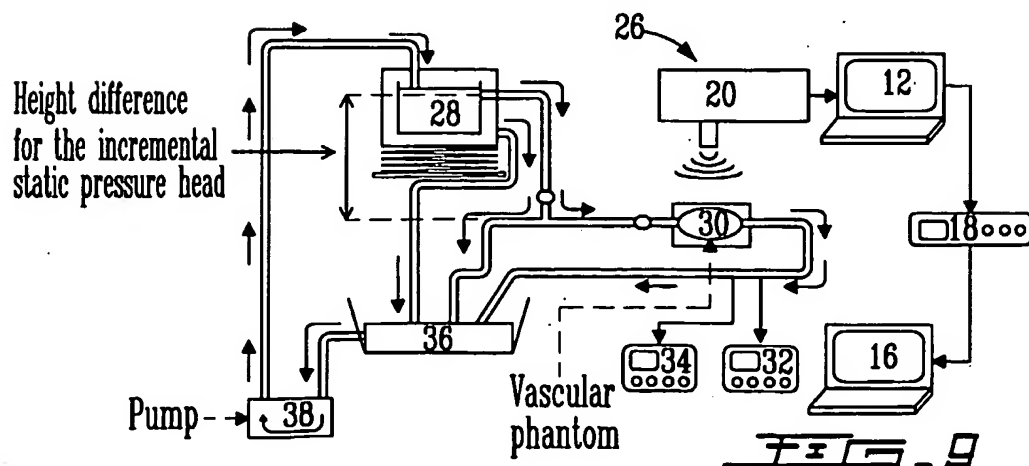 26
20
12
Height difference
for the incremental
static pressure head
28
30
18
36
34
32
16
Vascular
phantom
Pump
38
FIG. 9